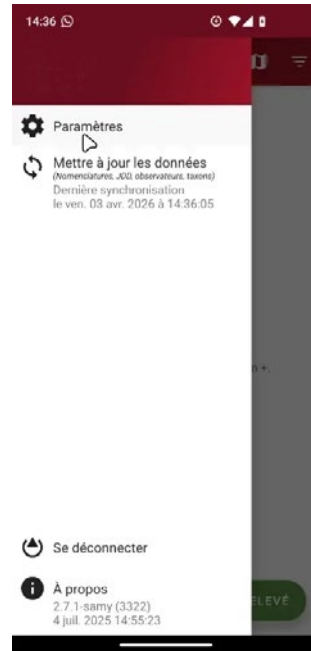 14:36
Paramètres
Mettre à jour les données
(Nomenclatures, JDD, observateurs, taxons)
Dernière synchronisation
le ven. 03 avr. 2026 à 14:36:05
n +.
Se déconnecter
À propos
2.7.1-samy (3322)
ELEVÉ
4 juil. 2025 14:55:23